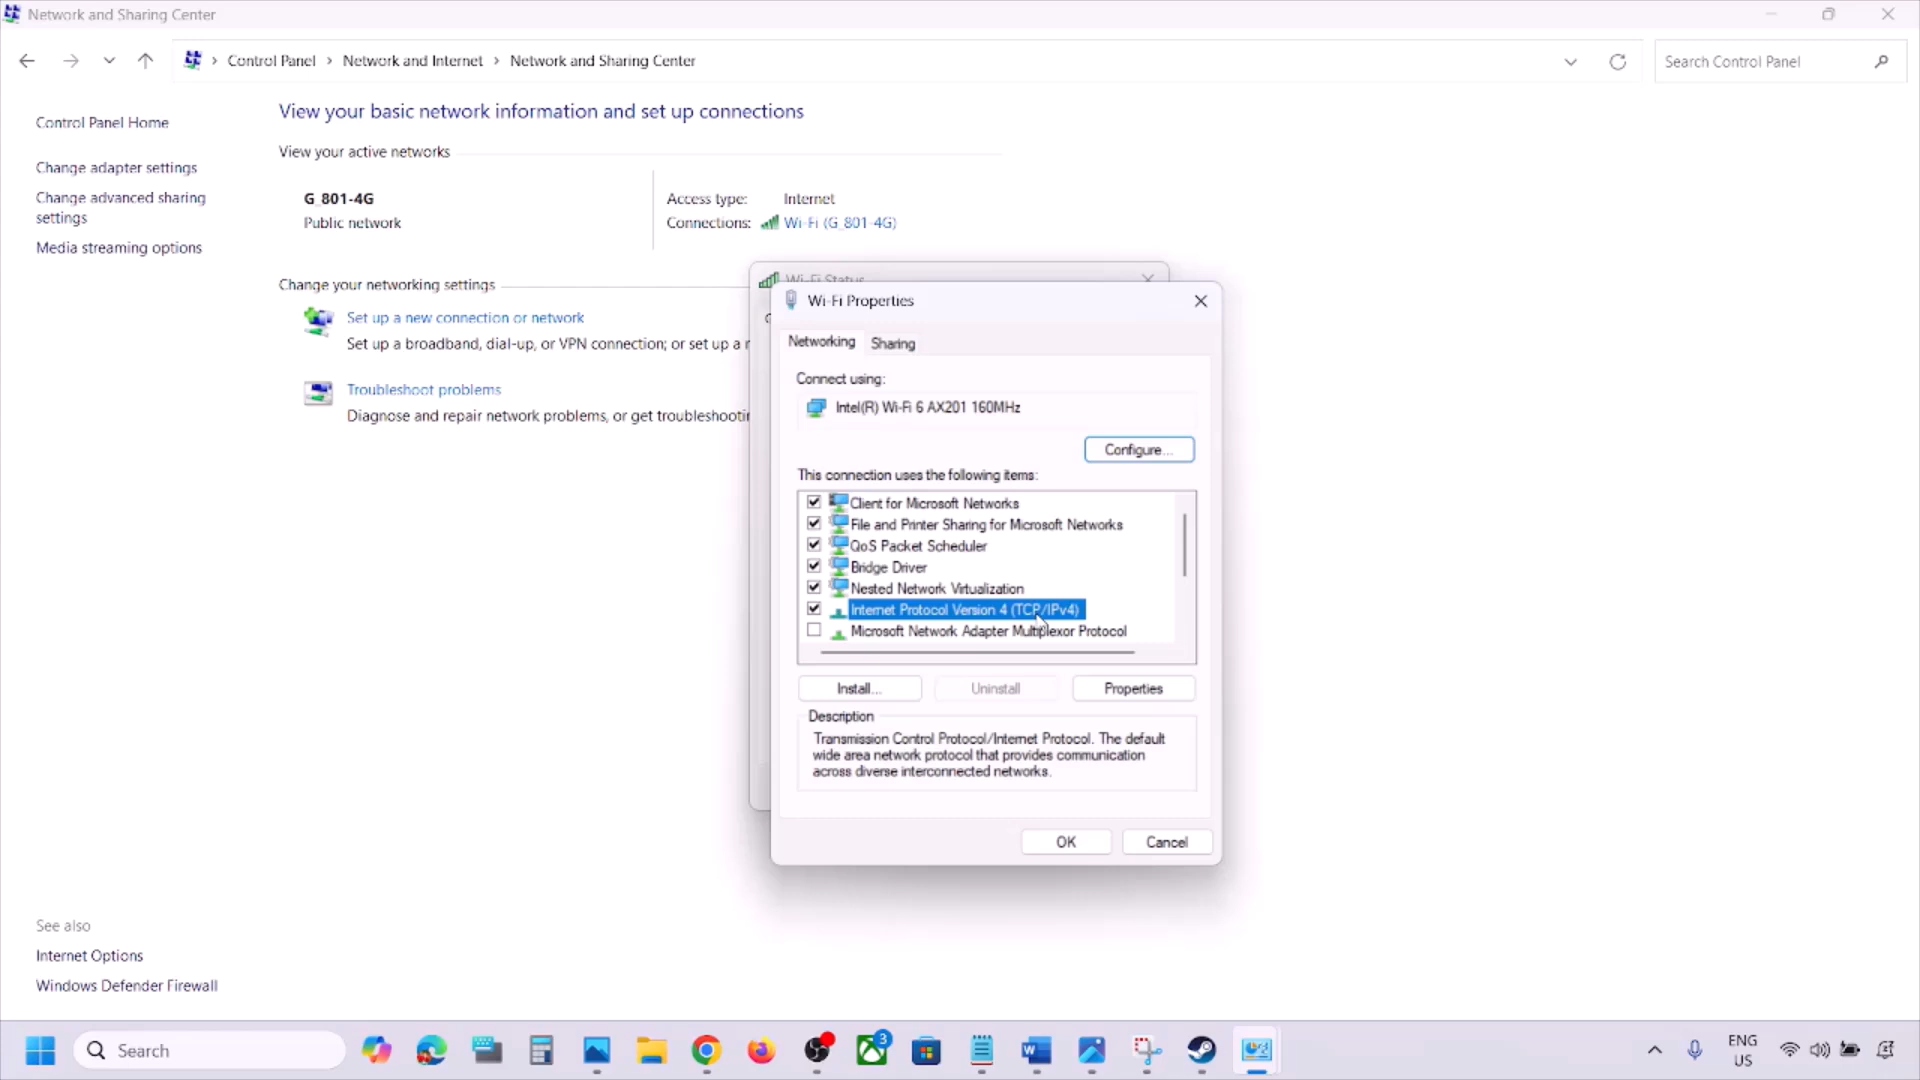 Network and Sharing Center
Control Panel > Network and Internet > Network and Sharing Center
Search Control Panel
Control Panel Home
Change adapter settings
Change advanced sharing
settings
Media streaming options
View your basic network information and set up connections
View your active networks
G_801-4G
Public network
Access type: Internet
Connections: Wi-Fi (G_801-4G)
Change your networking settings
Set up a new connection or network
Set up a broadband, dial-up, or VPN connection; or set up a
Troubleshoot problems
Diagnose and repair network problems, or get troubleshootin
Wi-Fi Status
Wi-Fi Properties
Networking
Sharing
Connect using:
Intel(R) Wi-Fi 6 AX201 160MHz
Configure...
This connection uses the following items:
Client for Microsoft Networks
File and Printer Sharing for Microsoft Networks
QoS Packet Scheduler
Bridge Driver
Nested Network Virtualization
Internet Protocol Version 4 (TCP/IPv4)
Microsoft Network Adapter Multiplexor Protocol
Install...
Uninstall
Properties
Description
Transmission Control Protocol/Internet Protocol. The default
wide area network protocol that provides communication
across diverse interconnected networks.
OK
Cancel
See also
Internet Options
Windows Defender Firewall
Search
3
ENG
US